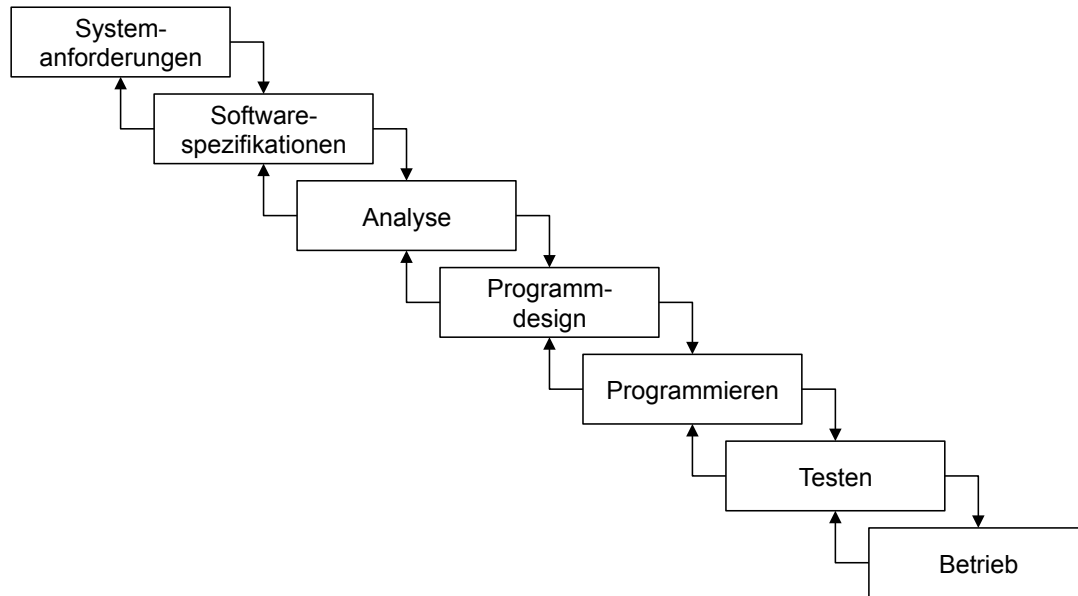 System-
anforderungen
Software-
spezifikationen
Analyse
Programm-
design
Programmieren
Testen
Betrieb